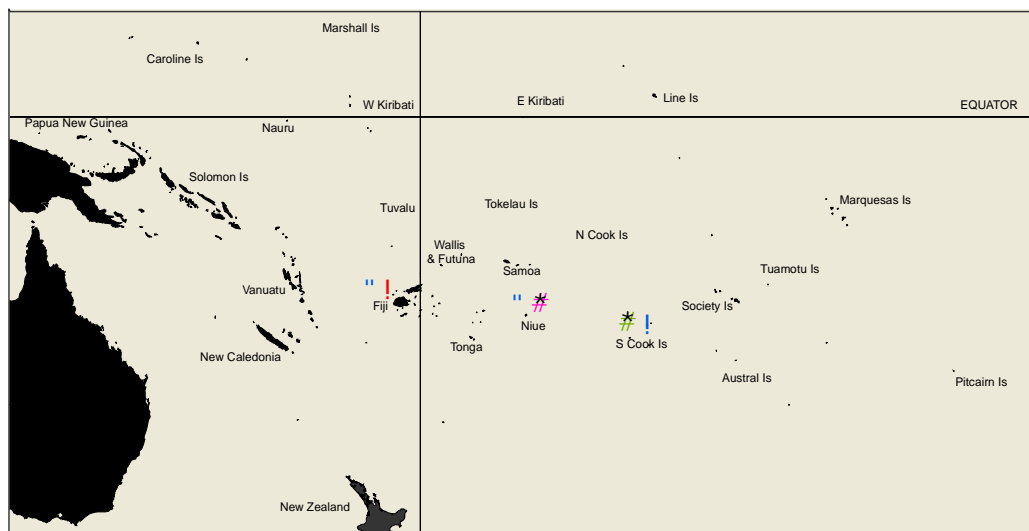 Marshall Is
Caroline Is
W Kiribati
E Kiribati
Line Is
EQUATOR
Papua New Guinea
Nauru
Solomon Is
Tuvalu
Tokelau Is
Marquesas Is
N Cook Is
Wallis
& Futuna
Samoa
Tuamotu Is
Vanuatu
" !
Fiji
" * #
Niue
Society Is
* # !
S Cook Is
Tonga
New Caledonia
Austral Is
Pitcairn Is
New Zealand